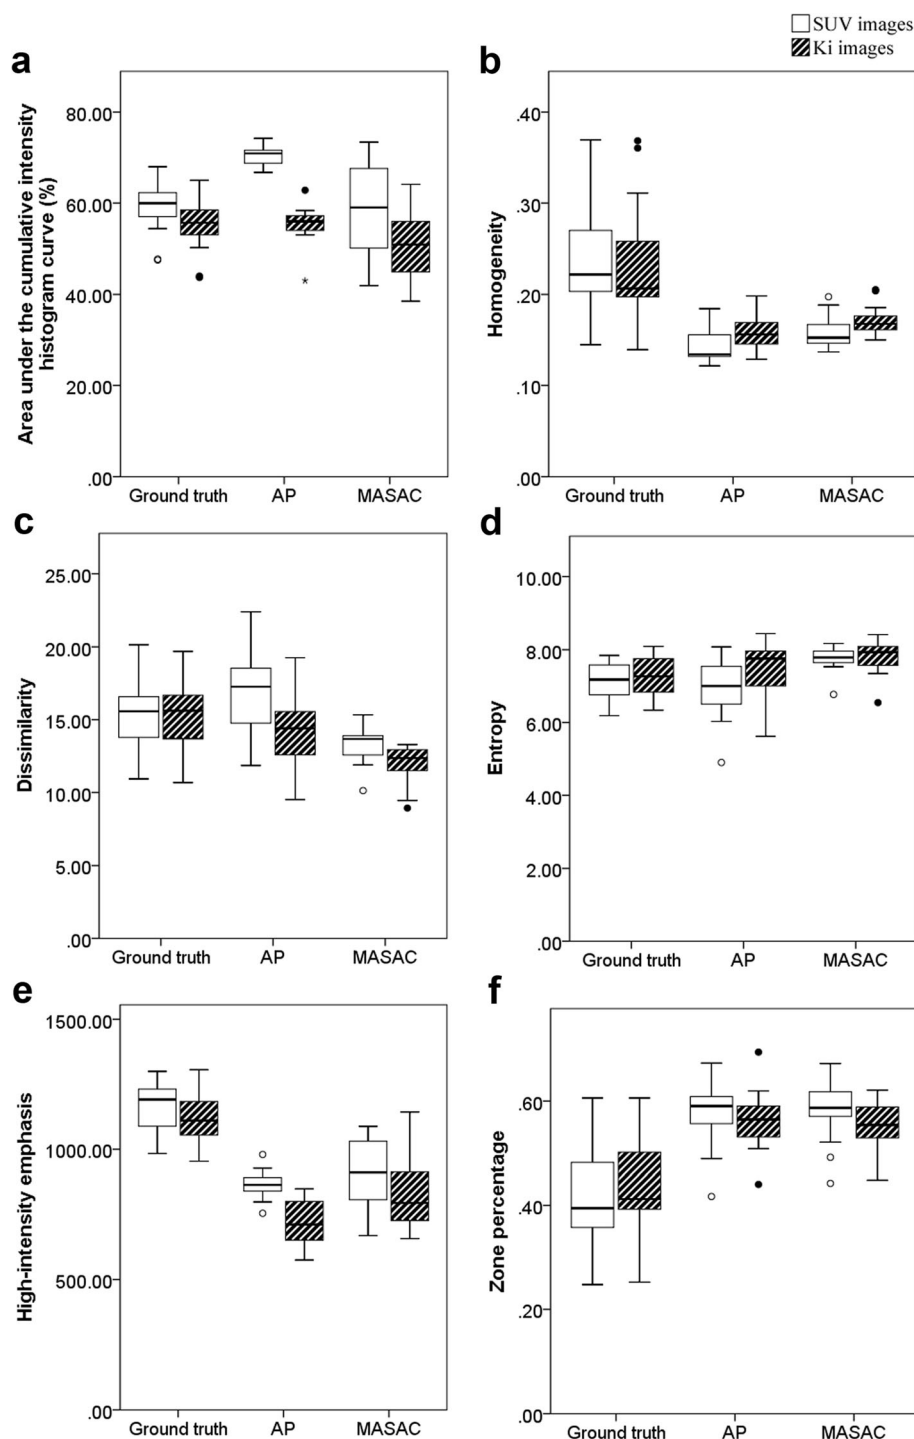 SUV images
Ki images
a
Area under the cumulative intensity
histogram curve (%)
80.00
60.00
40.00
20.00
.00
Ground truth AP MASAC
b
Homogeneity
.40
.30
.20
.10
.00
Ground truth AP MASAC
c
Dissimilarity
25.00
20.00
15.00
10.00
5.00
.00
Ground truth AP MASAC
d
Entropy
10.00
8.00
6.00
4.00
2.00
.00
Ground truth AP MASAC
e
High-intensity emphasis
1500.00
1000.00
500.00
.00
Ground truth AP MASAC
f
Zone percentage
.60
.40
.20
.00
Ground truth AP MASAC